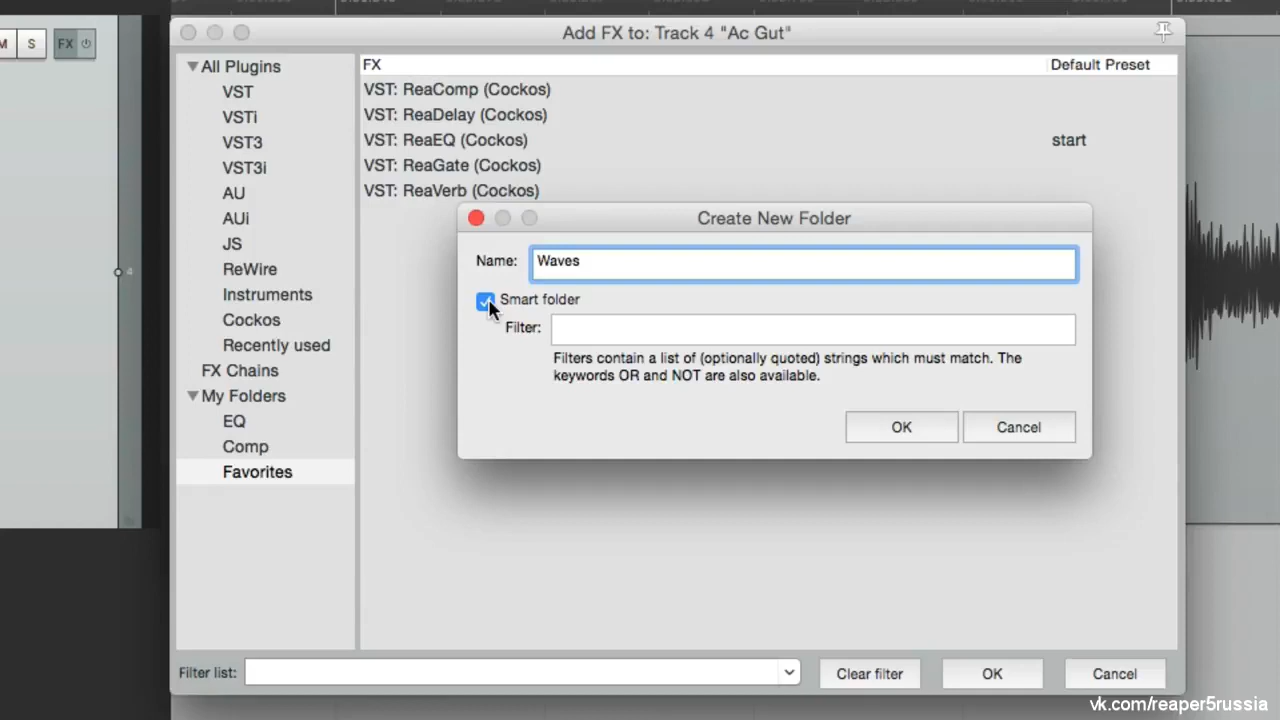 Add FX to: Track 4 "Ac Gut"
M S FX
All Plugins
VST
VSTi
VST3
VST3i
AU
AUi
JS
ReWire
Instruments
Cockos
Recently used
FX Chains
My Folders
EQ
Comp
Favorites
FX Default Preset
VST: ReaComp (Cockos)
VST: ReaDelay (Cockos)
VST: ReaEQ (Cockos) start
VST: ReaGate (Cockos)
VST: ReaVerb (Cockos)
4
Create New Folder
Name: Waves
Smart folder
Filter:
Filters contain a list of (optionally quoted) strings which must match. The
keywords OR and NOT are also available.
OK Cancel
Filter list: Clear filter OK Cancel
vk.com/reaper5russia